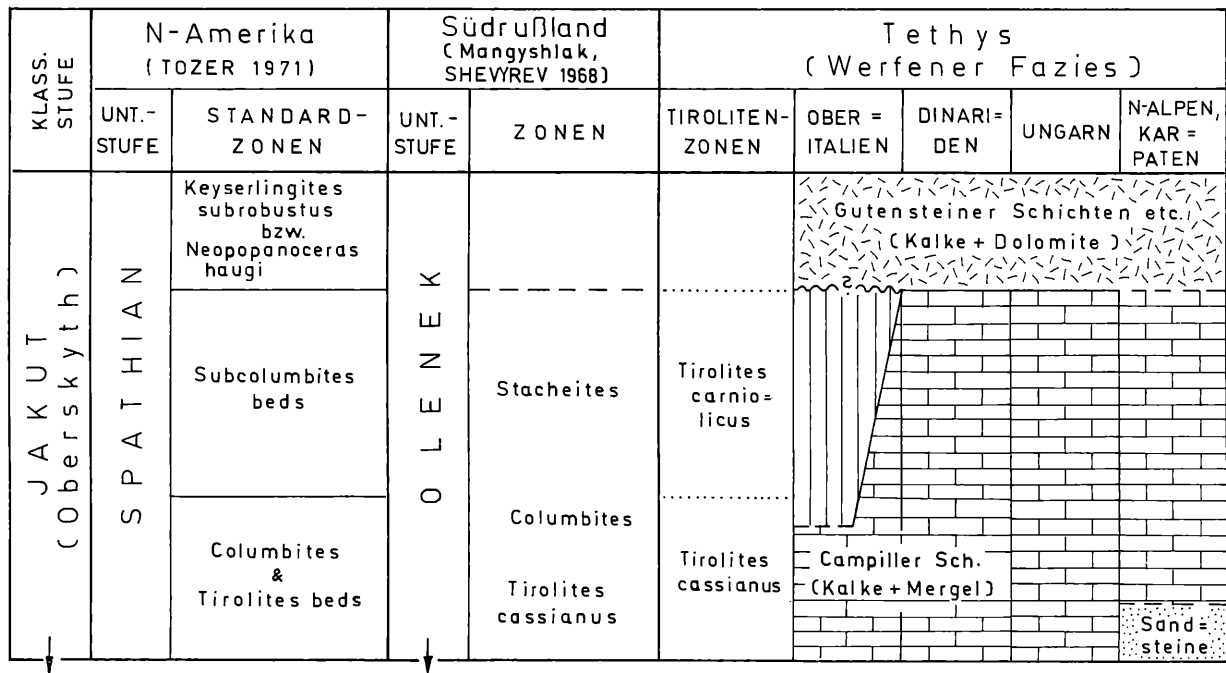 KLASS.
STUFE
N-Amerika
(TOZER 1971)
Südrußland
(Mangyshlak,
SHEVYREV 1968)
Tethys
(Werfener Fazies)
UNT.-
STUFE
STANDARD-
ZONEN
UNT.-
STUFE
ZONEN
TIROLITEN-
ZONEN
OBER=
ITALIEN
DINARI=
DEN
UNGARN
N-ALPEN,
KAR=
PATEN
JAKUT
(Oberskyth)
SPATHIAN
Keyserlingites
subrobustus
bzw.
Neopopanoceras
haugi
Subcolumbites
beds
Columbites
&
Tirolites beds
OLENEK
Stacheites
Columbites
Tirolites
cassianus
Tirolites
carnio=
licus
Tirolites
cassianus
Gutensteiner Schichten etc.
(Kalke+Dolomite)
?
Campiller Sch.
(Kalke+Mergel)
Sand=
steine